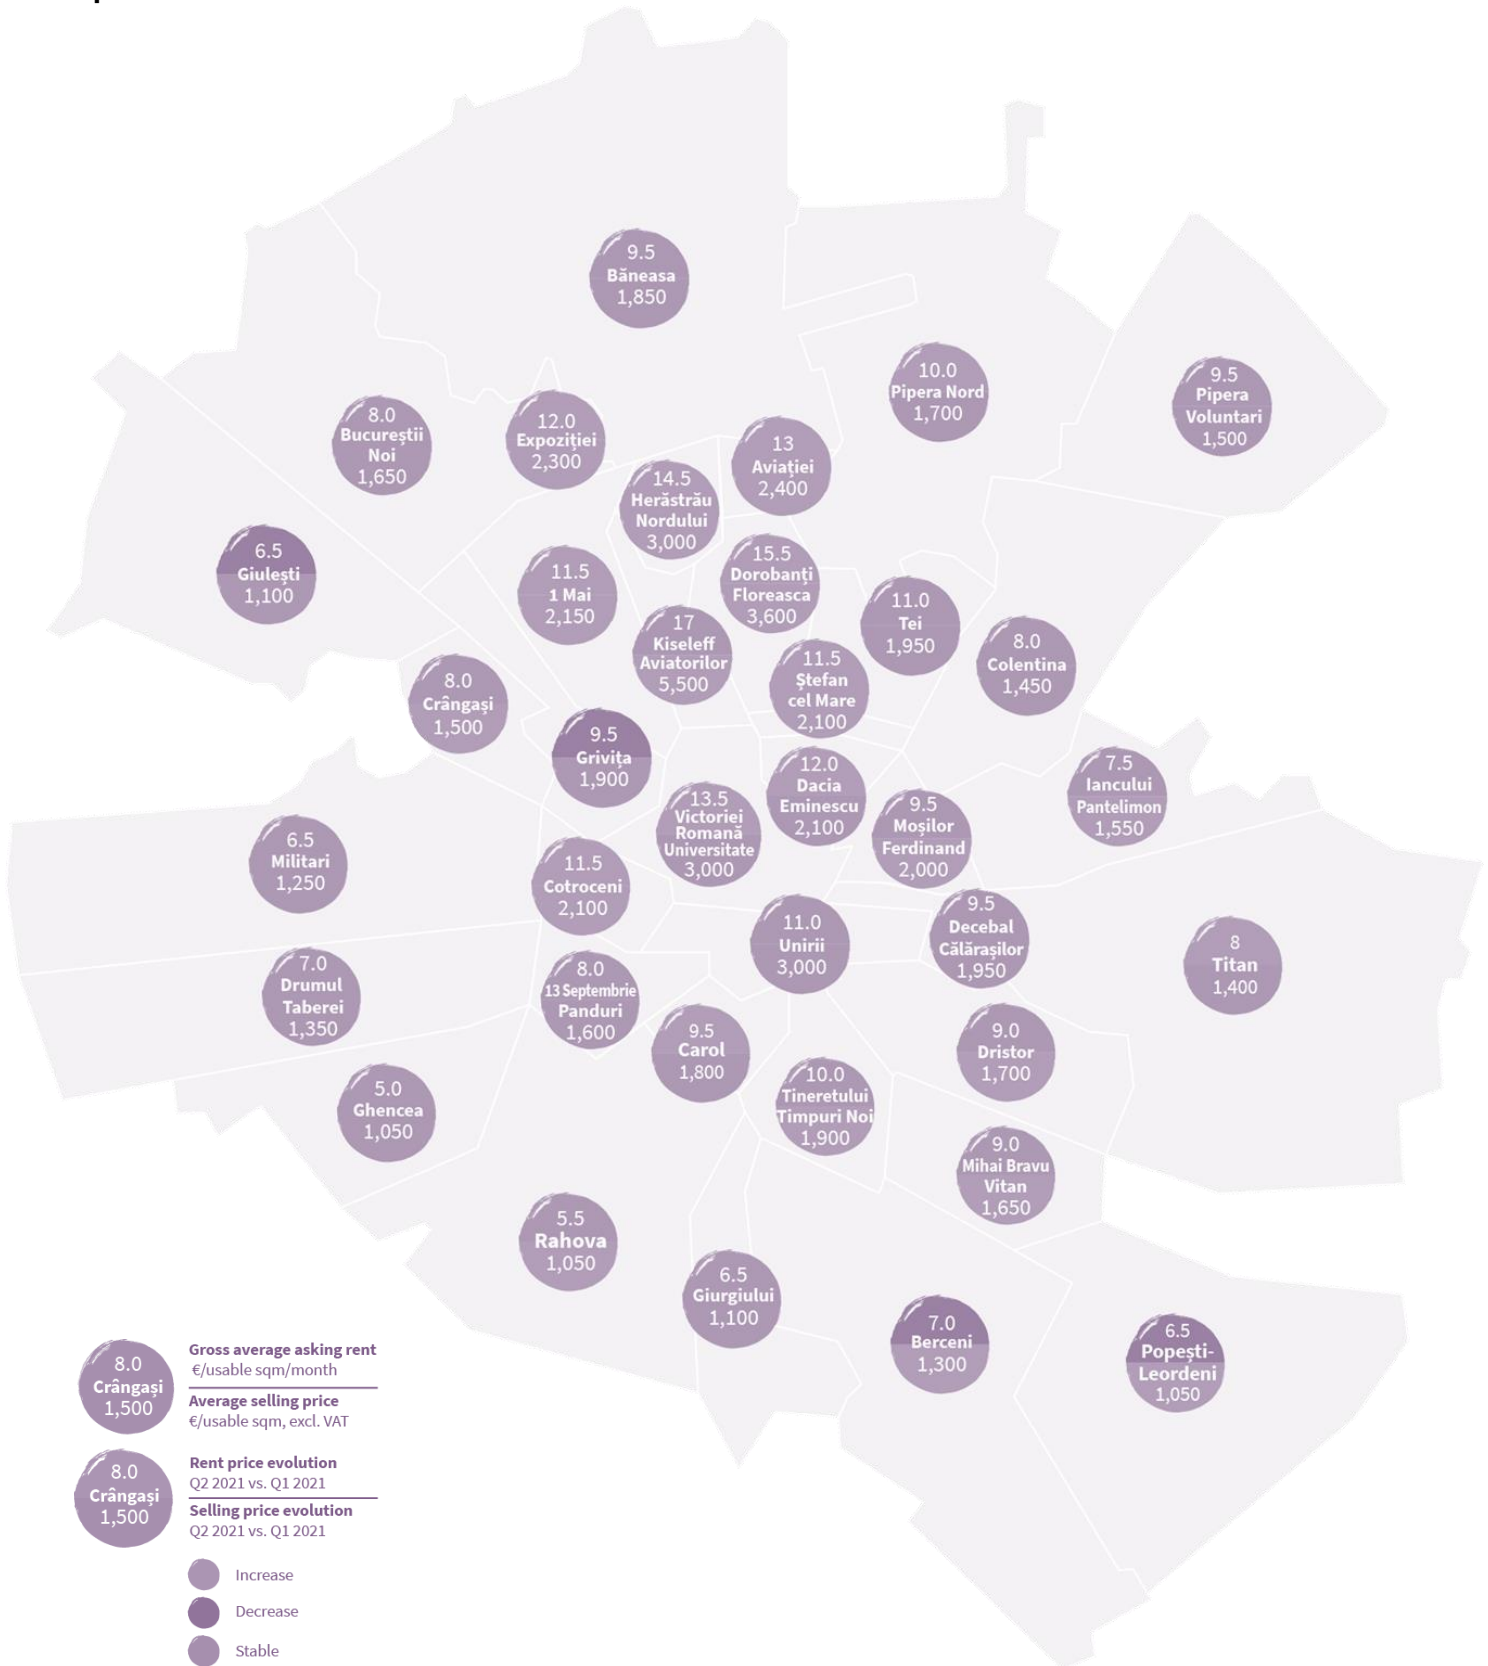 9.5
Băneasa
1,850
10.0
Pipera Nord
1,700
9.5
Pipera
Voluntari
1,500
8.0
Bucureștii
Noi
1,650
12.0
Expoziției
2,300
13
Aviației
2,400
14.5
Herăstrău
Nordului
3,000
6.5
Giulești
1,100
11.5
1 Mai
2,150
15.5
Dorobanți
Floreasca
3,600
11.0
Tei
1,950
17
Kiseleff
Aviatorilor
5,500
8.0
Colentina
1,450
11.5
Ștefan
cel Mare
2,100
8.0
Crângași
1,500
9.5
Grivița
1,900
12.0
Dacia
Eminescu
2,100
7.5
Iancului
Pantelimon
1,550
13.5
Victoriei
Romană
Universitate
3,000
9.5
Moșilor
Ferdinand
2,000
6.5
Militari
1,250
11.5
Cotroceni
2,100
11.0
Unirii
3,000
9.5
Decebal
Călărașilor
1,950
8
Titan
1,400
7.0
Drumul
Taberei
1,350
8.0
13 Septembrie
Panduri
1,600
9.5
Carol
1,800
9.0
Dristor
1,700
5.0
Ghencea
1,050
10.0
Tineretului
Timpuri Noi
1,900
9.0
Mihai Bravu
Vitan
1,650
5.5
Rahova
1,050
6.5
Giurgiului
1,100
7.0
Berceni
1,300
6.5
Popești-
Leordeni
1,050
8.0
Crângași
1,500
Gross average asking rent
€/usable sqm/month
Average selling price
€/usable sqm, excl. VAT
8.0
Crângași
1,500
Rent price evolution
Q2 2021 vs. Q1 2021
Selling price evolution
Q2 2021 vs. Q1 2021
Increase
Decrease
Stable